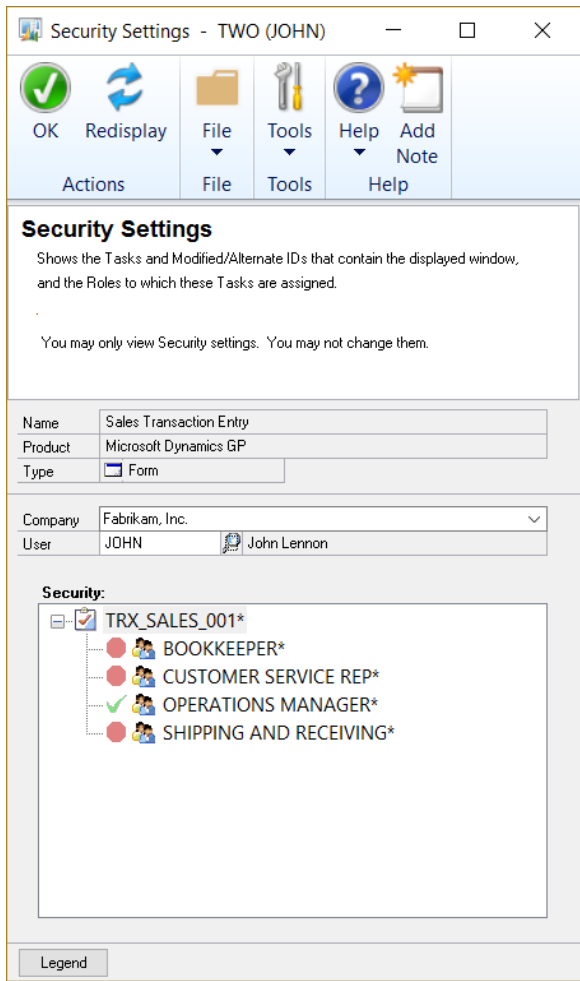 Security Settings - TWO (JOHN)
OK Redisplay File Tools Help Add Note
Actions File Tools Help
Security Settings
Shows the Tasks and Modified/Alternate IDs that contain the displayed window,
and the Roles to which these Tasks are assigned.
.
You may only view Security settings. You may not change them.
Name Sales Transaction Entry
Product Microsoft Dynamics GP
Type Form
Company Fabrikam, Inc.
User JOHN John Lennon
Security:
TRX_SALES_001*
BOOKKEEPER*
CUSTOMER SERVICE REP*
OPERATIONS MANAGER*
SHIPPING AND RECEIVING*
Legend